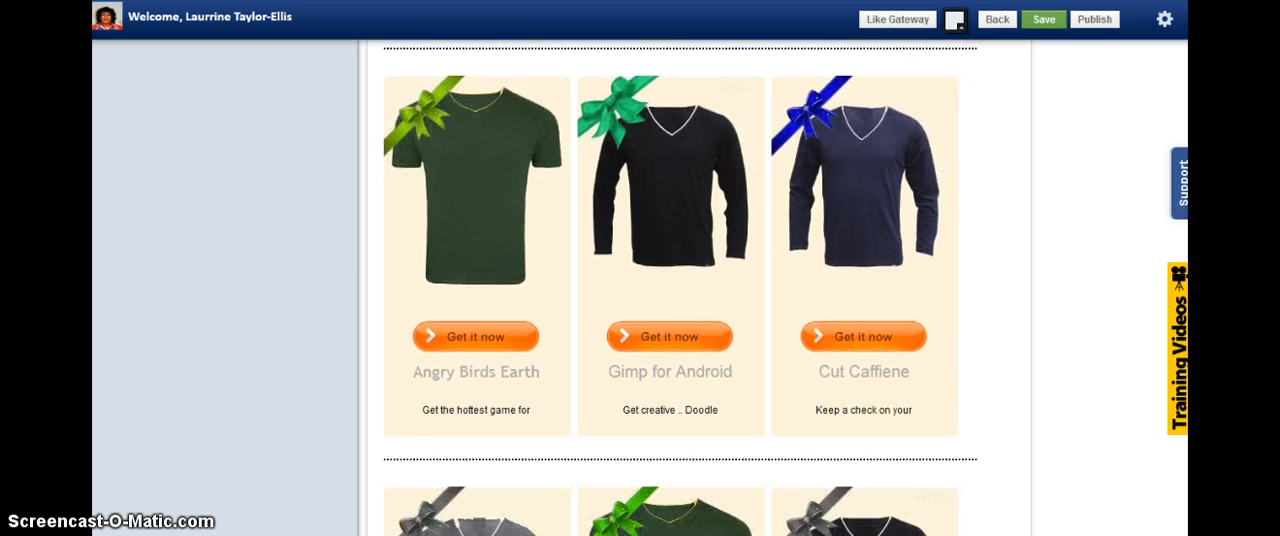 Welcome, Laurrine Taylor-Ellis
Like Gateway
Back
Save
Publish
Support
Training Videos
Get it now
Get it now
Get it now
Angry Birds Earth
Gimp for Android
Cut Caffiene
Get the hottest game for
Get creative .. Doodle
Keep a check on your
Screencast-O-Matic.com